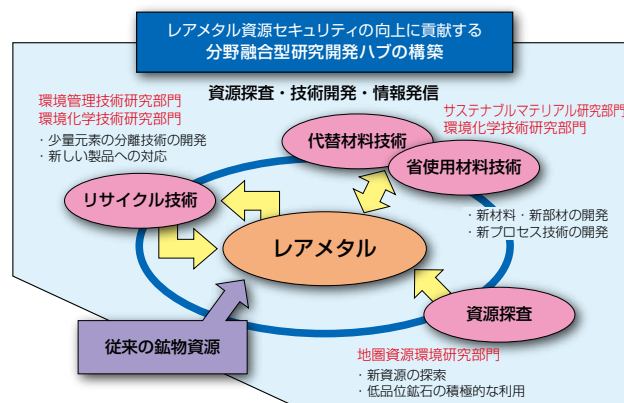 レアメタル資源セキュリティの向上に貢献する
分野融合型研究開発ハブの構築
資源探査・技術開発・情報発信
環境管理技術研究部門
環境化学技術研究部門
・少量元素の分離技術の開発
・新しい製品への対応
サステナブルマテリアル研究部門
環境化学技術研究部門
代替材料技術
省使用材料技術
リサイクル技術
・新材料・新部材の開発
・新プロセス技術の開発
レアメタル
資源探査
従来の鉱物資源
地圏資源環境研究部門
・新資源の探索
・低品位鉱石の積極的な利用